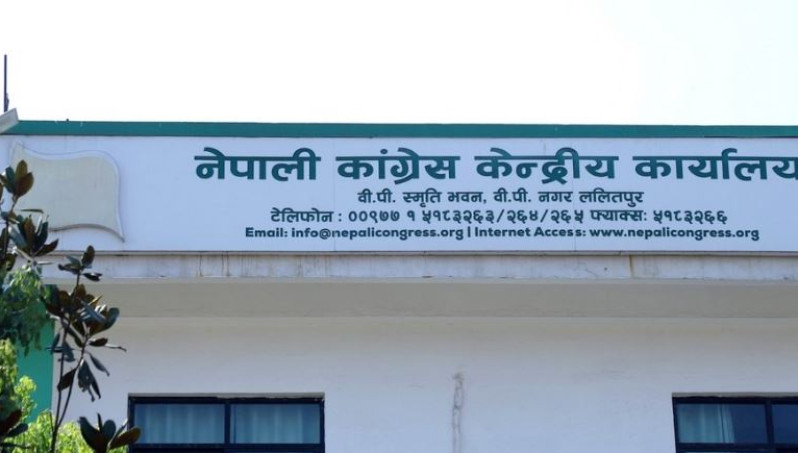 नेपाली कांग्रेस केन्द्रीय कार्यालय
वी.पी. स्मृति भवन, वी.पी. नगर ललितपुर
टेलिफोन : ००९७७ १ ५१८३२६३/२६४/२६५ फ्याक्स: ५१८३२६६
Email: info@nepalicongress.org | Internet Access: www.nepalicongress.org